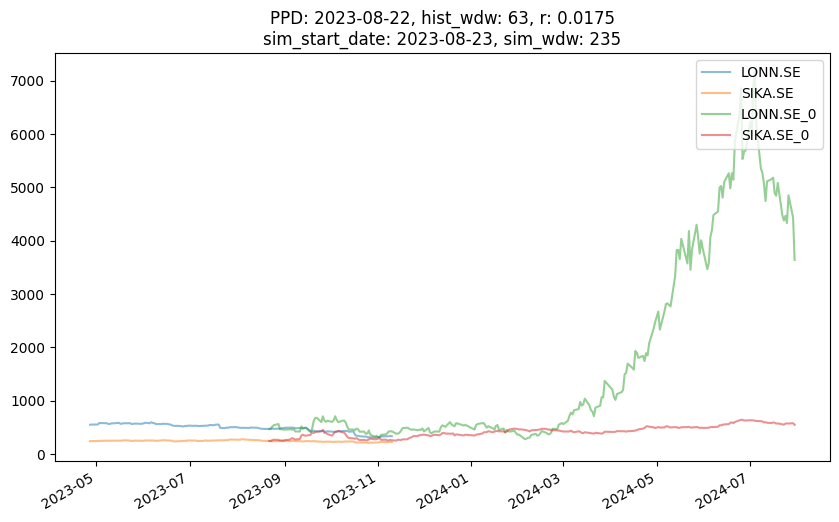 PPD: 2023-08-22, hist_wdw: 63, r: 0.0175
sim_start_date: 2023-08-23, sim_wdw: 235
LONN.SE
SIKA.SE
LONN.SE_0
SIKA.SE_0
7000
6000
5000
4000
3000
2000
1000
0
2023-05
2023-07
2023-09
2023-11
2024-01
2024-03
2024-05
2024-07